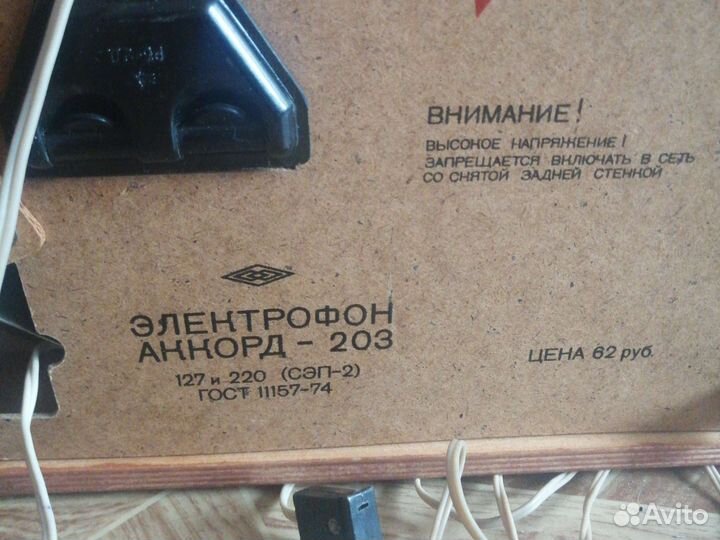 ВНИМАНИЕ!
ВЫСОКОЕ НАПРЯЖЕНИЕ!
ЗАПРЕЩАЕТСЯ ВКЛЮЧАТЬ В СЕТЬ
СО СНЯТОЙ ЗАДНЕЙ СТЕНКОЙ
ЭЛЕКТРОФОН
АККОРД - 203
127 и 220 (СЭП-2)
ГОСТ 11157-74
ЦЕНА 62 руб.
Avito